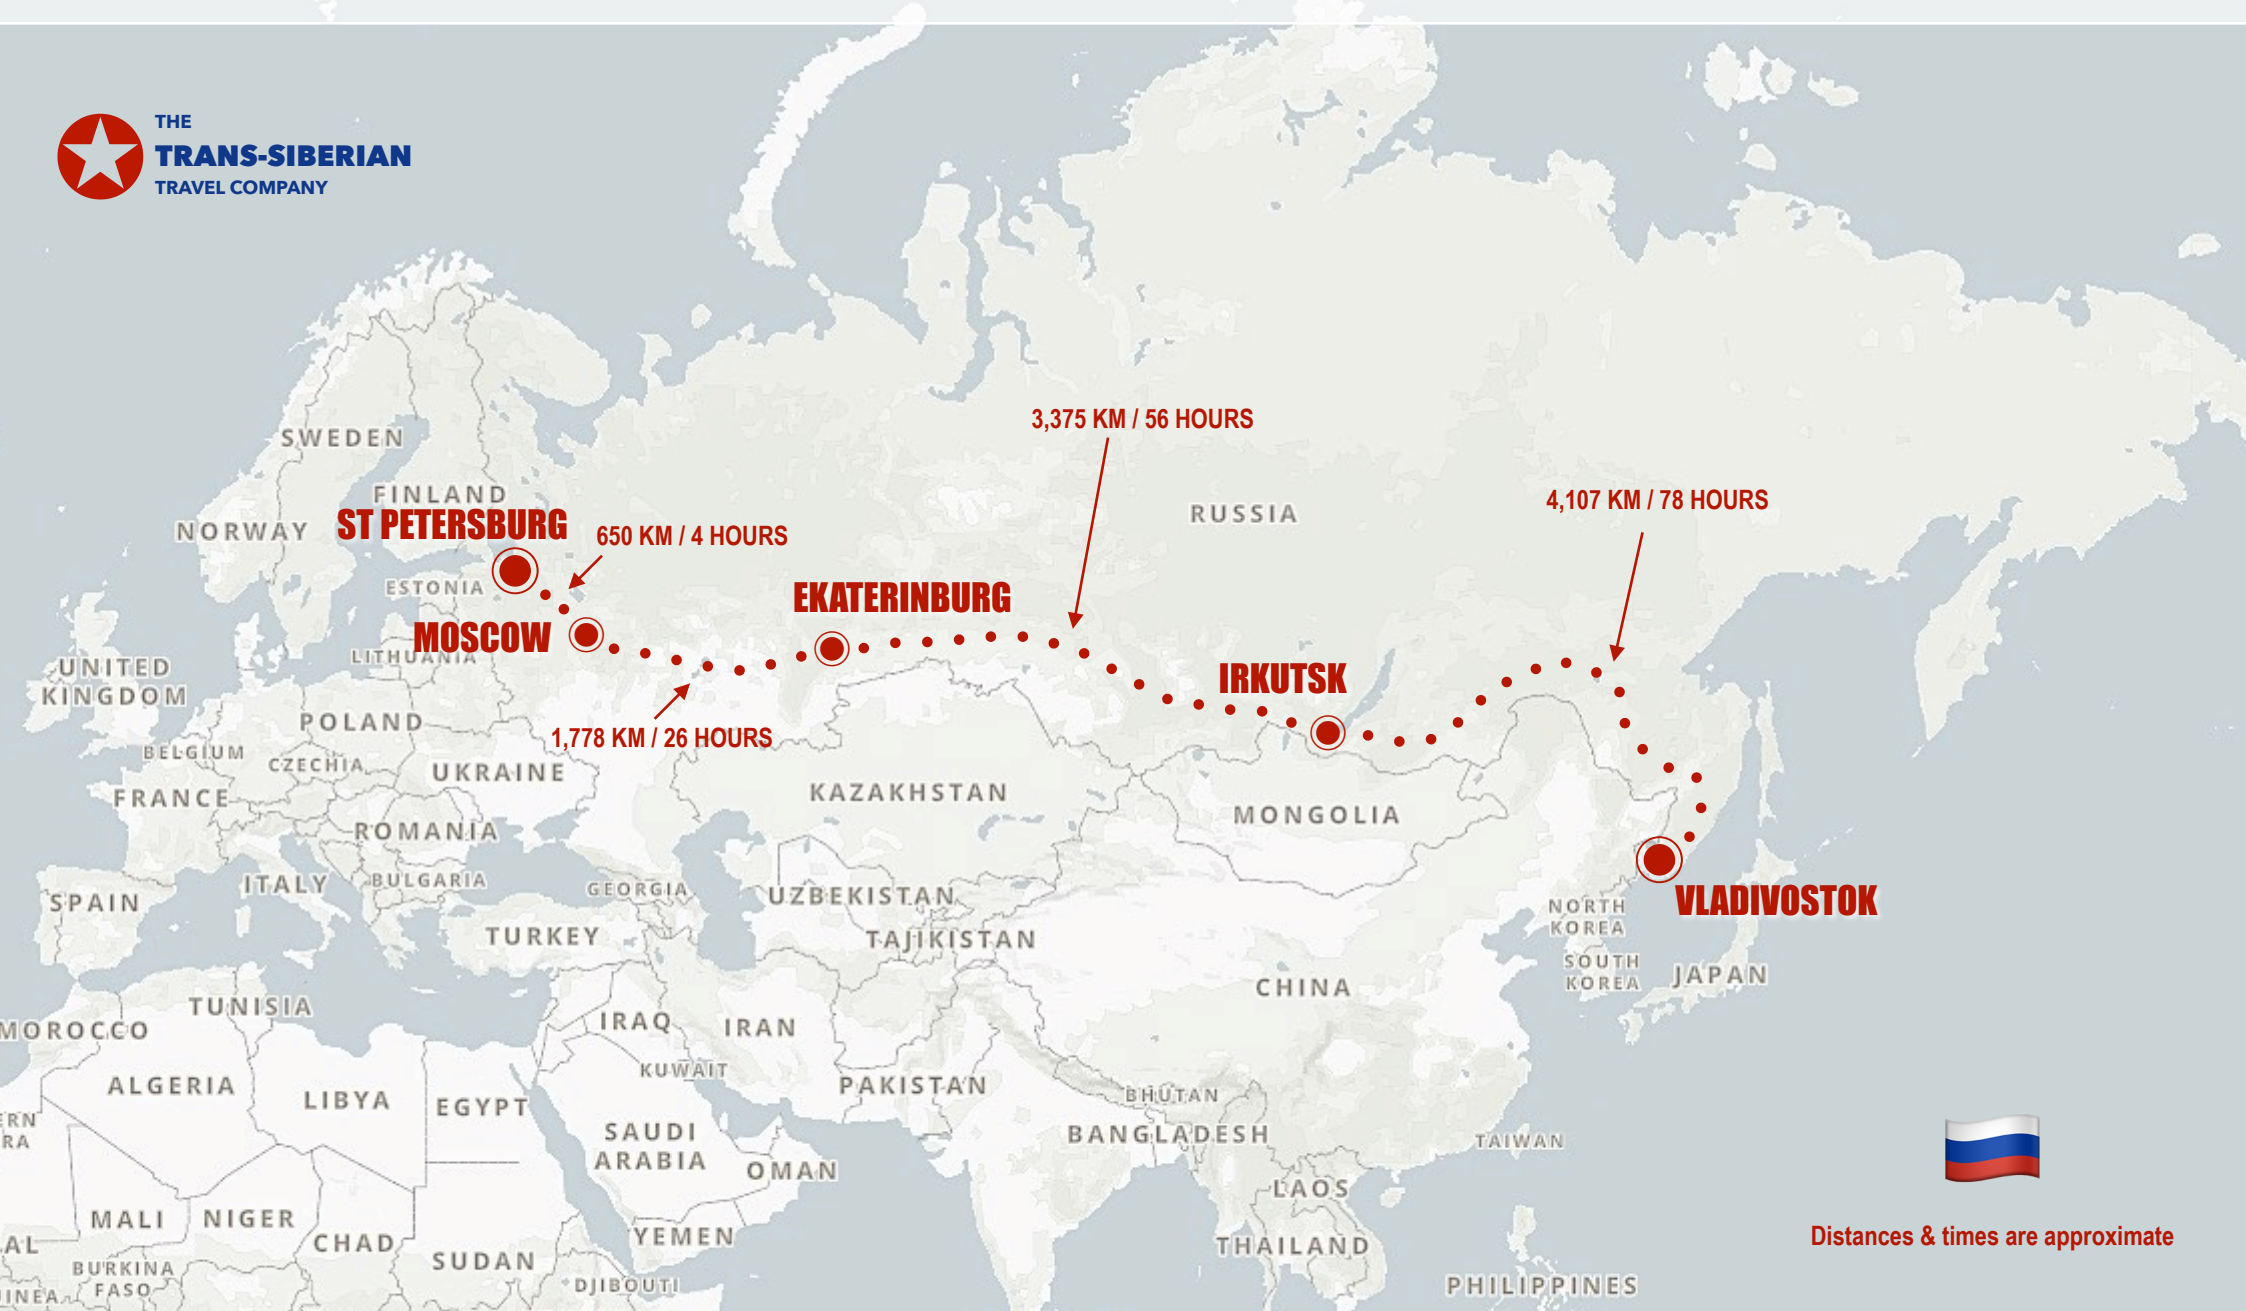 THE
TRANS-SIBERIAN
TRAVEL COMPANY
3,375 KM / 56 HOURS
SWEDEN
FINLAND
4,107 KM / 78 HOURS
RUSSIA
NORWAY
ST PETERSBURG
650 KM / 4 HOURS
ESTONIA
EKATERINBURG
MOSCOW
LITHUANIA
UNITED
KINGDOM
IRKUTSK
POLAND
1,778 KM / 26 HOURS
BELGIUM
CZECHIA
UKRAINE
FRANCE
KAZAKHSTAN
MONGOLIA
ROMANIA
ITALY
BULGARIA
GEORGIA
SPAIN
UZBEKISTAN
VLADIVOSTOK
NORTH
KOREA
TURKEY
TAJIKISTAN
SOUTH
KOREA
JAPAN
CHINA
TUNISIA
MOROCCO
IRAQ
IRAN
KUWAIT
ALGERIA
LIBYA
EGYPT
PAKISTAN
BHUTAN
ERN
RA
SAUDI
ARABIA
BANGLADESH
TAIWAN
OMAN
LAOS
MALI
NIGER
CHAD
YEMEN
AL
SUDAN
THAILAND
Distances & times are approximate
BURKINA
FASO
INEA
DJIBOUTI
PHILIPPINES